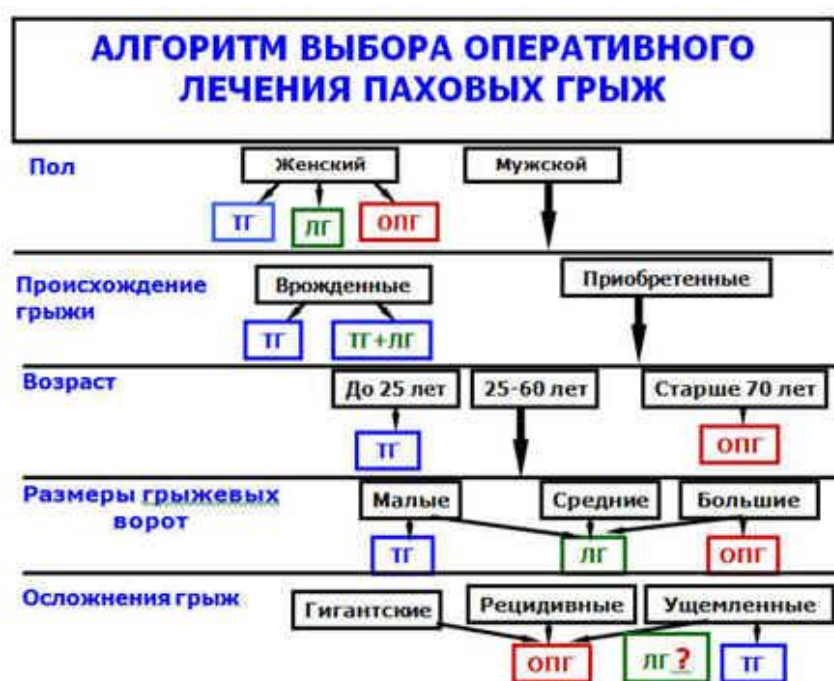 АЛГОРИТМ ВЫБОРА ОПЕРАТИВНОГО
ЛЕЧЕНИЯ ПАХОВЫХ ГРЫЖ
Пол
Женский
Мужской
ТГ
ЛГ
ОПГ
Происхождение
грыжи
Врожденные
Приобретенные
ТГ
ТГ+ЛГ
Возраст
До 25 лет
25-60 лет
Старше 70 лет
ТГ
ОПГ
Размеры грыжевых
ворот
Малые
Средние
Большие
ТГ
ЛГ
ОПГ
Осложнения грыж
Гигантские
Рецидивные
Ущемленные
ОПГ
ЛГ ?
ТГ